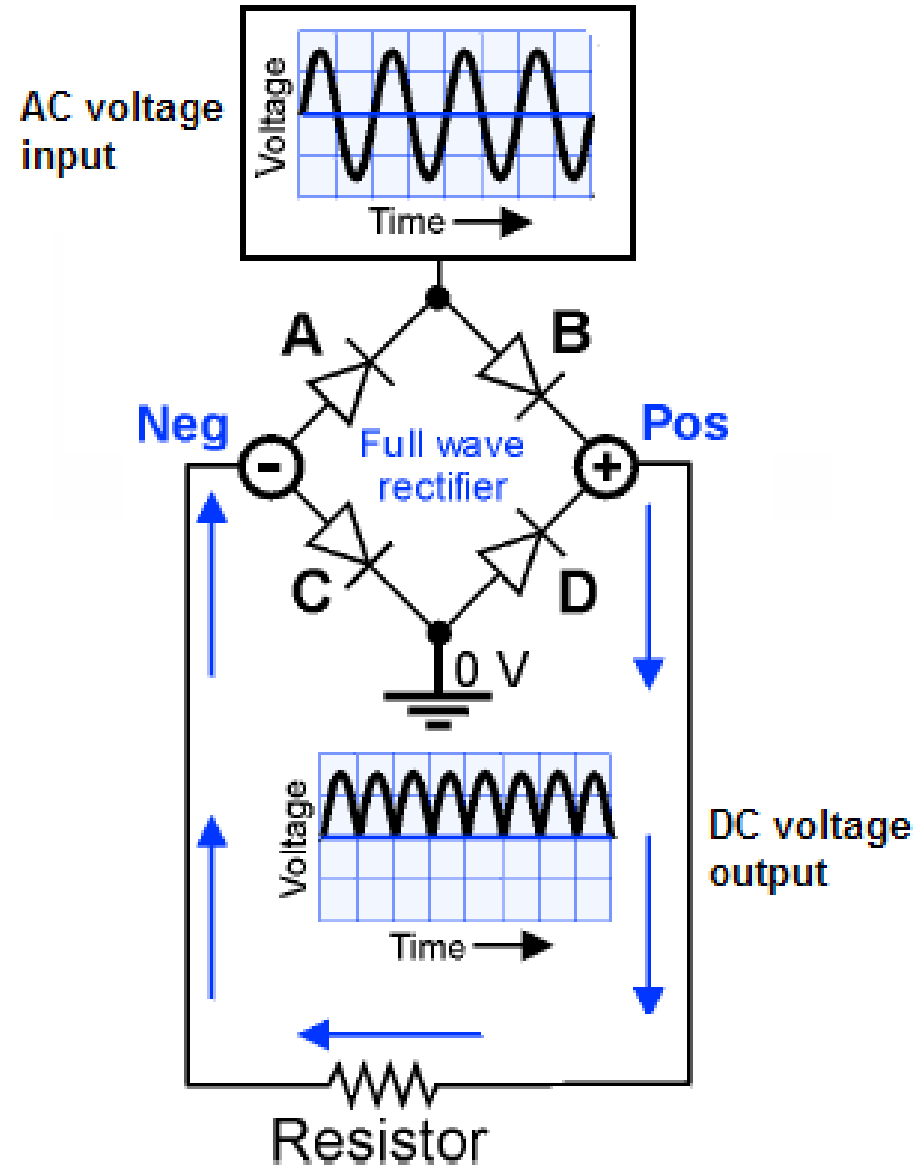 AC voltage
input
Voltage
Time
A
B
Neg
Pos
-
+
Full wave
rectifier
C
D
0 V
Voltage
Time
DC voltage
output
Resistor